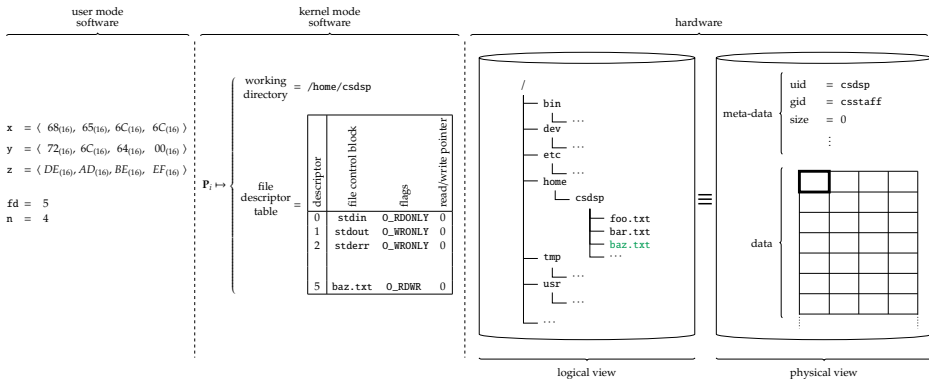 user mode
software
kernel mode
software
hardware
x = ⟨ 68(16), 65(16), 6C(16), 6C(16) ⟩
y = ⟨ 72(16), 6C(16), 64(16), 00(16) ⟩
z = ⟨ DE(16), AD(16), BE(16), EF(16) ⟩
fd = 5
n = 4
Pi ↦
working
directory = /home/csdsp
file
descriptor =
table
descriptor file control block flags read/write pointer
0 stdin O_RDONLY 0
1 stdout O_WRONLY 0
2 stderr O_WRONLY 0
5 baz.txt O_RDWR 0
/
bin
...
dev
...
etc
...
home
csdsp
foo.txt
bar.txt
baz.txt
...
tmp
...
usr
...
...
≡
meta-data
uid = csdsp
gid = csstaff
size = 0
⋮
data
logical view
physical view